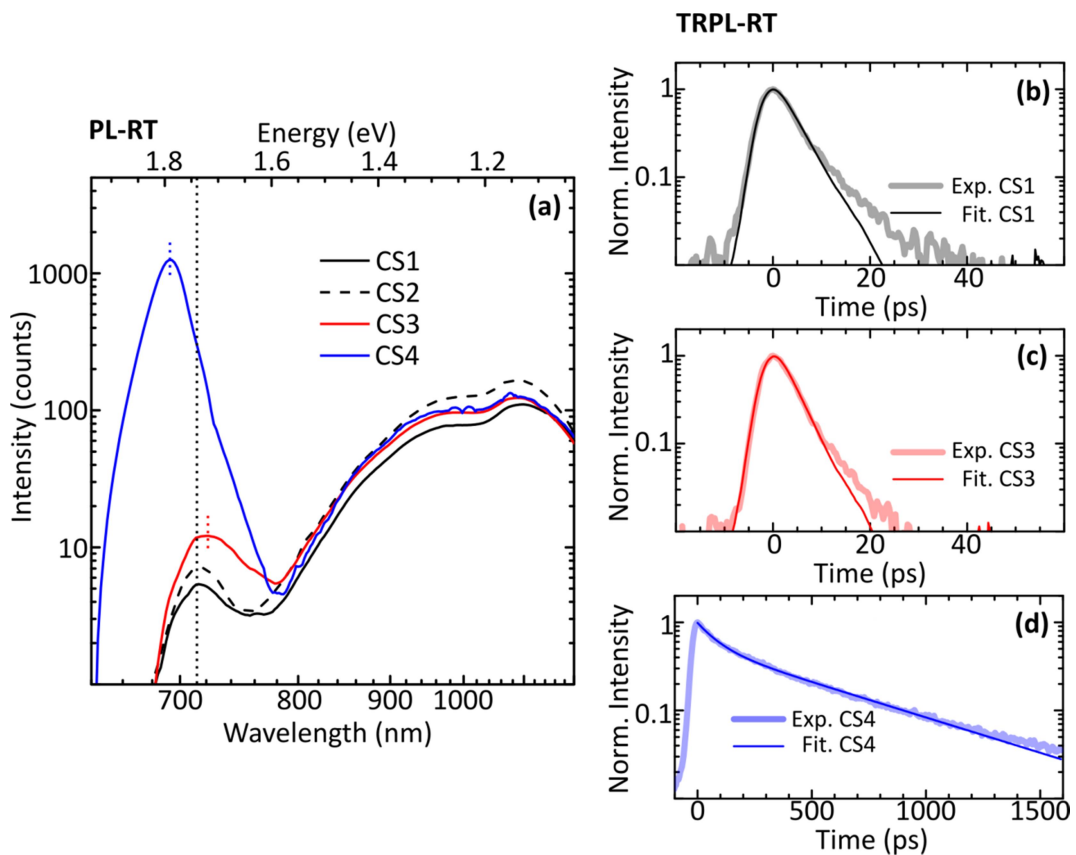 TRPL-RT
PL-RT
Energy (eV)
1.8 1.6 1.4 1.2
(a)
CS1
CS2
CS3
CS4
1000
100
10
Intensity (counts)
700 800 900 1000
Wavelength (nm)
(b)
1
0.1
Norm. Intensity
Exp. CS1
Fit. CS1
0 20 40
Time (ps)
(c)
1
0.1
Norm. Intensity
Exp. CS3
Fit. CS3
0 20 40
Time (ps)
(d)
1
0.1
Norm. Intensity
Exp. CS4
Fit. CS4
0 500 1000 1500
Time (ps)